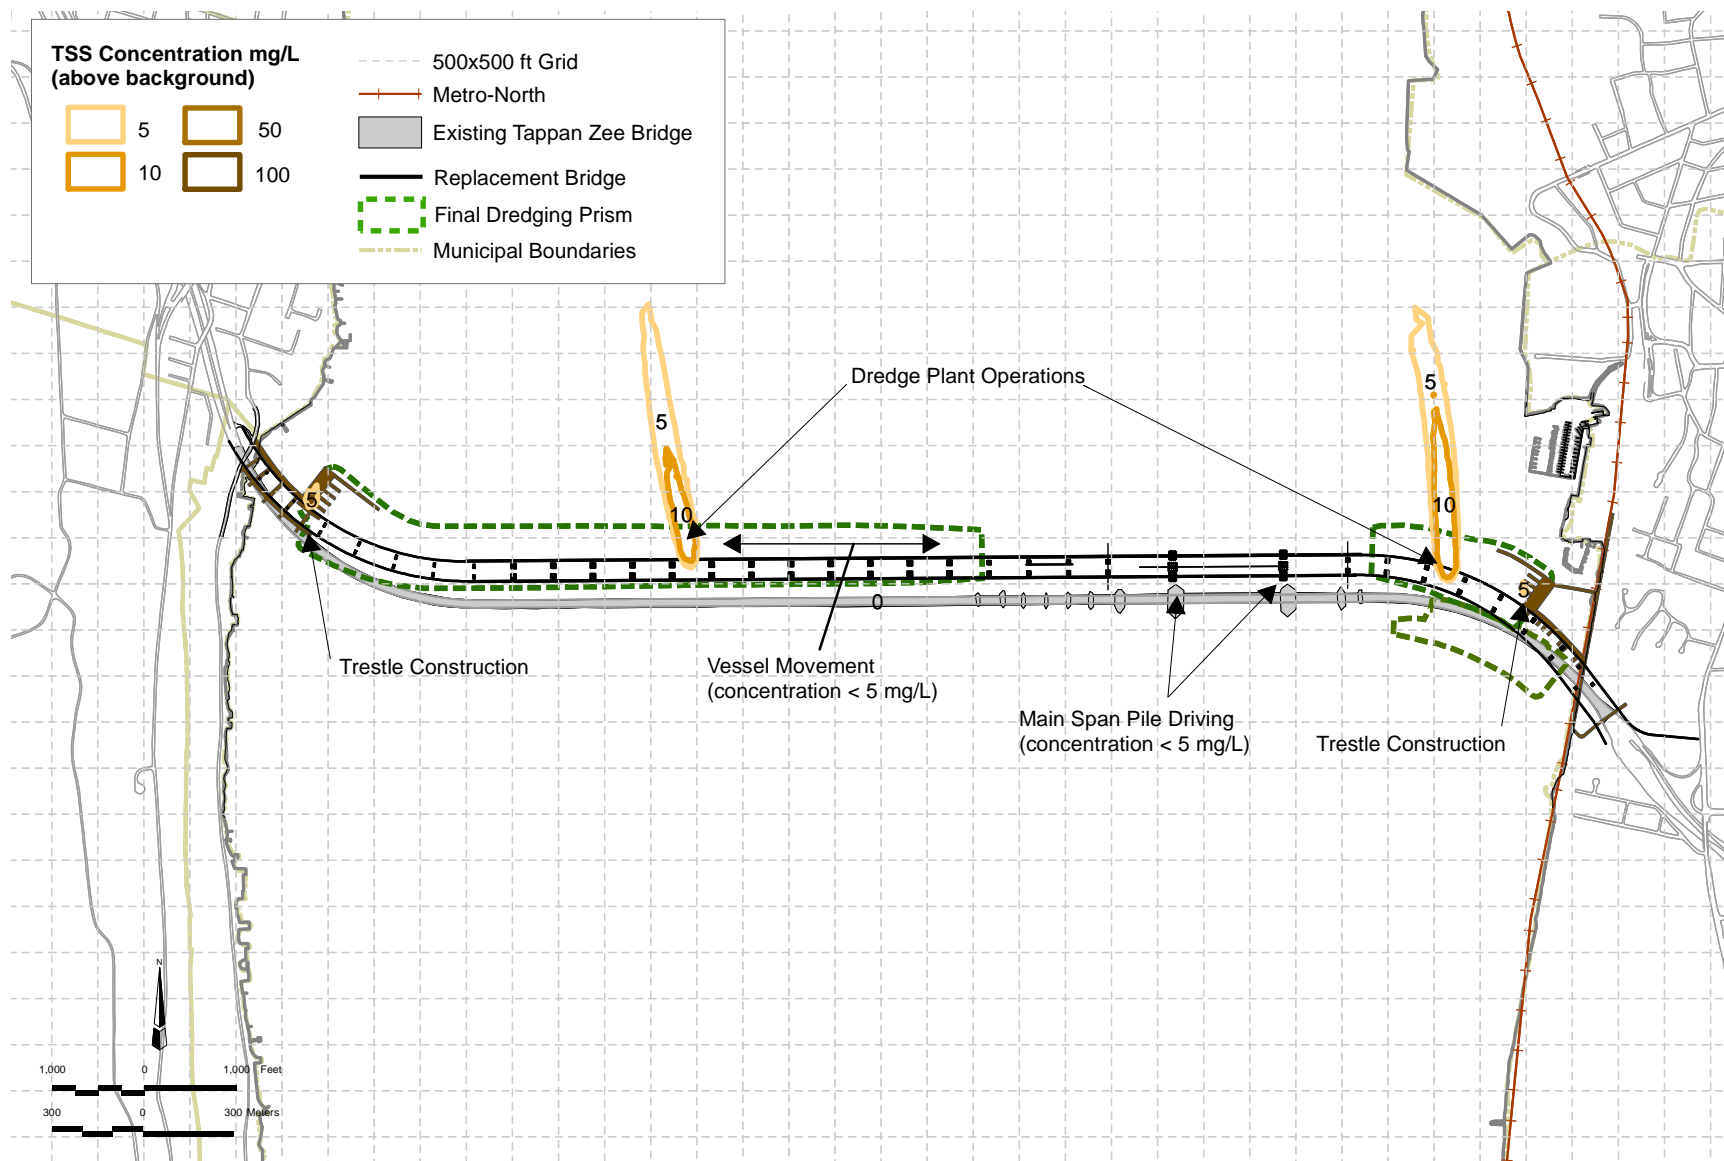 TSS Concentration mg/L
(above background)
5
50
10
100
500x500 ft Grid
Metro-North
Existing Tappan Zee Bridge
Replacement Bridge
Final Dredging Prism
Municipal Boundaries
Dredge Plant Operations
5
5
5
10
10
5
0
Trestle Construction
Vessel Movement
(concentration < 5 mg/L)
Main Span Pile Driving
(concentration < 5 mg/L)
Trestle Construction
N
1,000 0 1,000 Feet
300 0 300 Meters